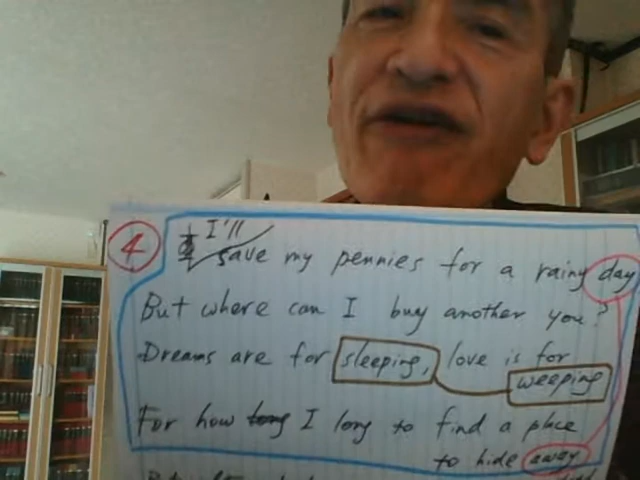 4
I'll save my pennies for a rainy day
But where can I buy another you?
Dreams are for sleeping, love is for
weeping
For how long I long to find a place
to hide away